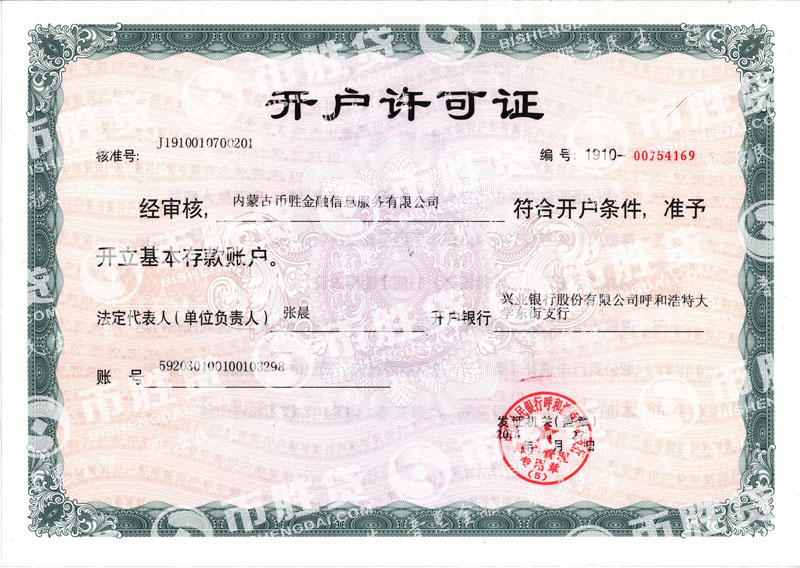 开户许可证
核准号: J1910010700201
编号: 1910-00754169
经审核, 内蒙古币胜金融信息服务有限公司 符合开户条件, 准予
开立基本存款账户。
法定代表人(单位负责人) 张晨 开户银行 兴业银行股份有限公司呼和浩特大
学东街支行
账 号 592030100100103298
发证机关(盖章)
年 月 日
专用章
(5)
币胜贷
BISHENGDAI.COM